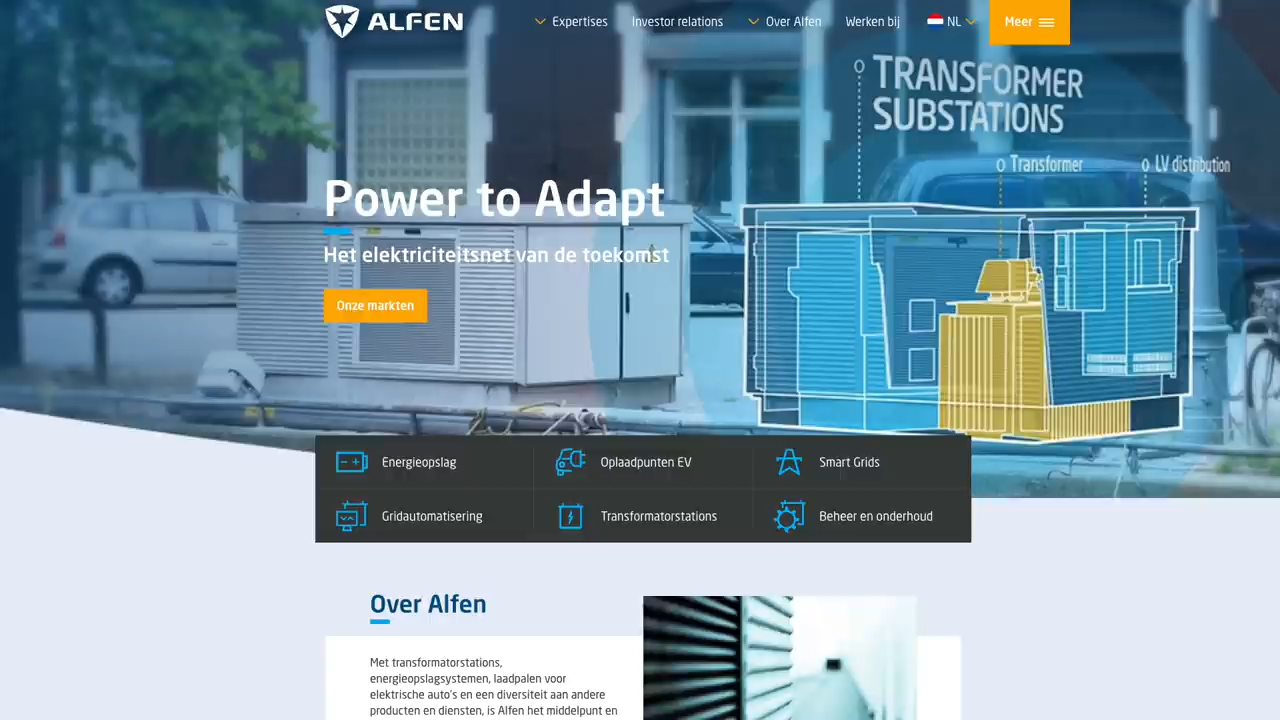 ALFEN
Expertises
Investor relations
Over Alfen
Werken bij
NL
Meer
TRANSFORMER
SUBSTATIONS
Transformer
LV distribution
Power to Adapt
Het elektriciteitsnet van de toekomst
Onze markten
Energieopslag
Oplaadpunten EV
Smart Grids
Gridautomatisering
Transformatorstations
Beheer en onderhoud
Over Alfen
Met transformatorstations,
energieopslagsystemen, laadpalen voor
elektrische auto's en een diversiteit aan andere
producten en diensten, is Alfen het middelpunt en